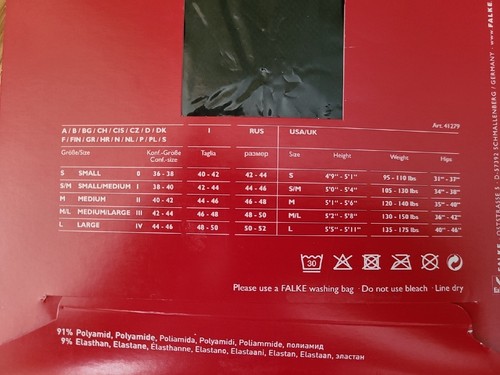 A / B / BG / CH / CIS / CZ / D / DK I RUS USA/UK Art. 41279
F / FIN / GR / HR / N / NL / P / PL / S
Größe/Size Konf.-Größe Conf.-size Taglia размер Size Height Weight Hips
S SMALL 0 36 - 38 40 - 42 42 - 44 S 4'9" - 5'1" 95 - 110 lbs 31" - 37"
S/M SMALL/MEDIUM I 38 - 40 42 - 44 44 - 46 S/M 5'0" - 5'4" 105 - 130 lbs 34" - 38"
M MEDIUM II 40 - 42 44 - 46 46 - 48 M 5'1" - 5'6" 120 - 140 lbs 35" - 40"
M/L MEDIUM/LARGE III 42 - 44 46 - 48 48 - 50 M/L 5'2" - 5'8" 130 - 150 lbs 36" - 42"
L LARGE IV 44 - 46 48 - 50 50 - 52 L 5'5" - 5'11" 135 - 175 lbs 40" - 46"
30
Please use a FALKE washing bag · Do not use bleach · Line dry
91% Polyamid, Polyamide, Poliamida, Polyamidi, Poliammide, полиамид
9% Elasthan, Elastane, Élasthanne, Elastano, Elastaani, Elastan, Elastaan, эластан
D-57392 SCHMALLENBERG / GERMANY · www.FALKE